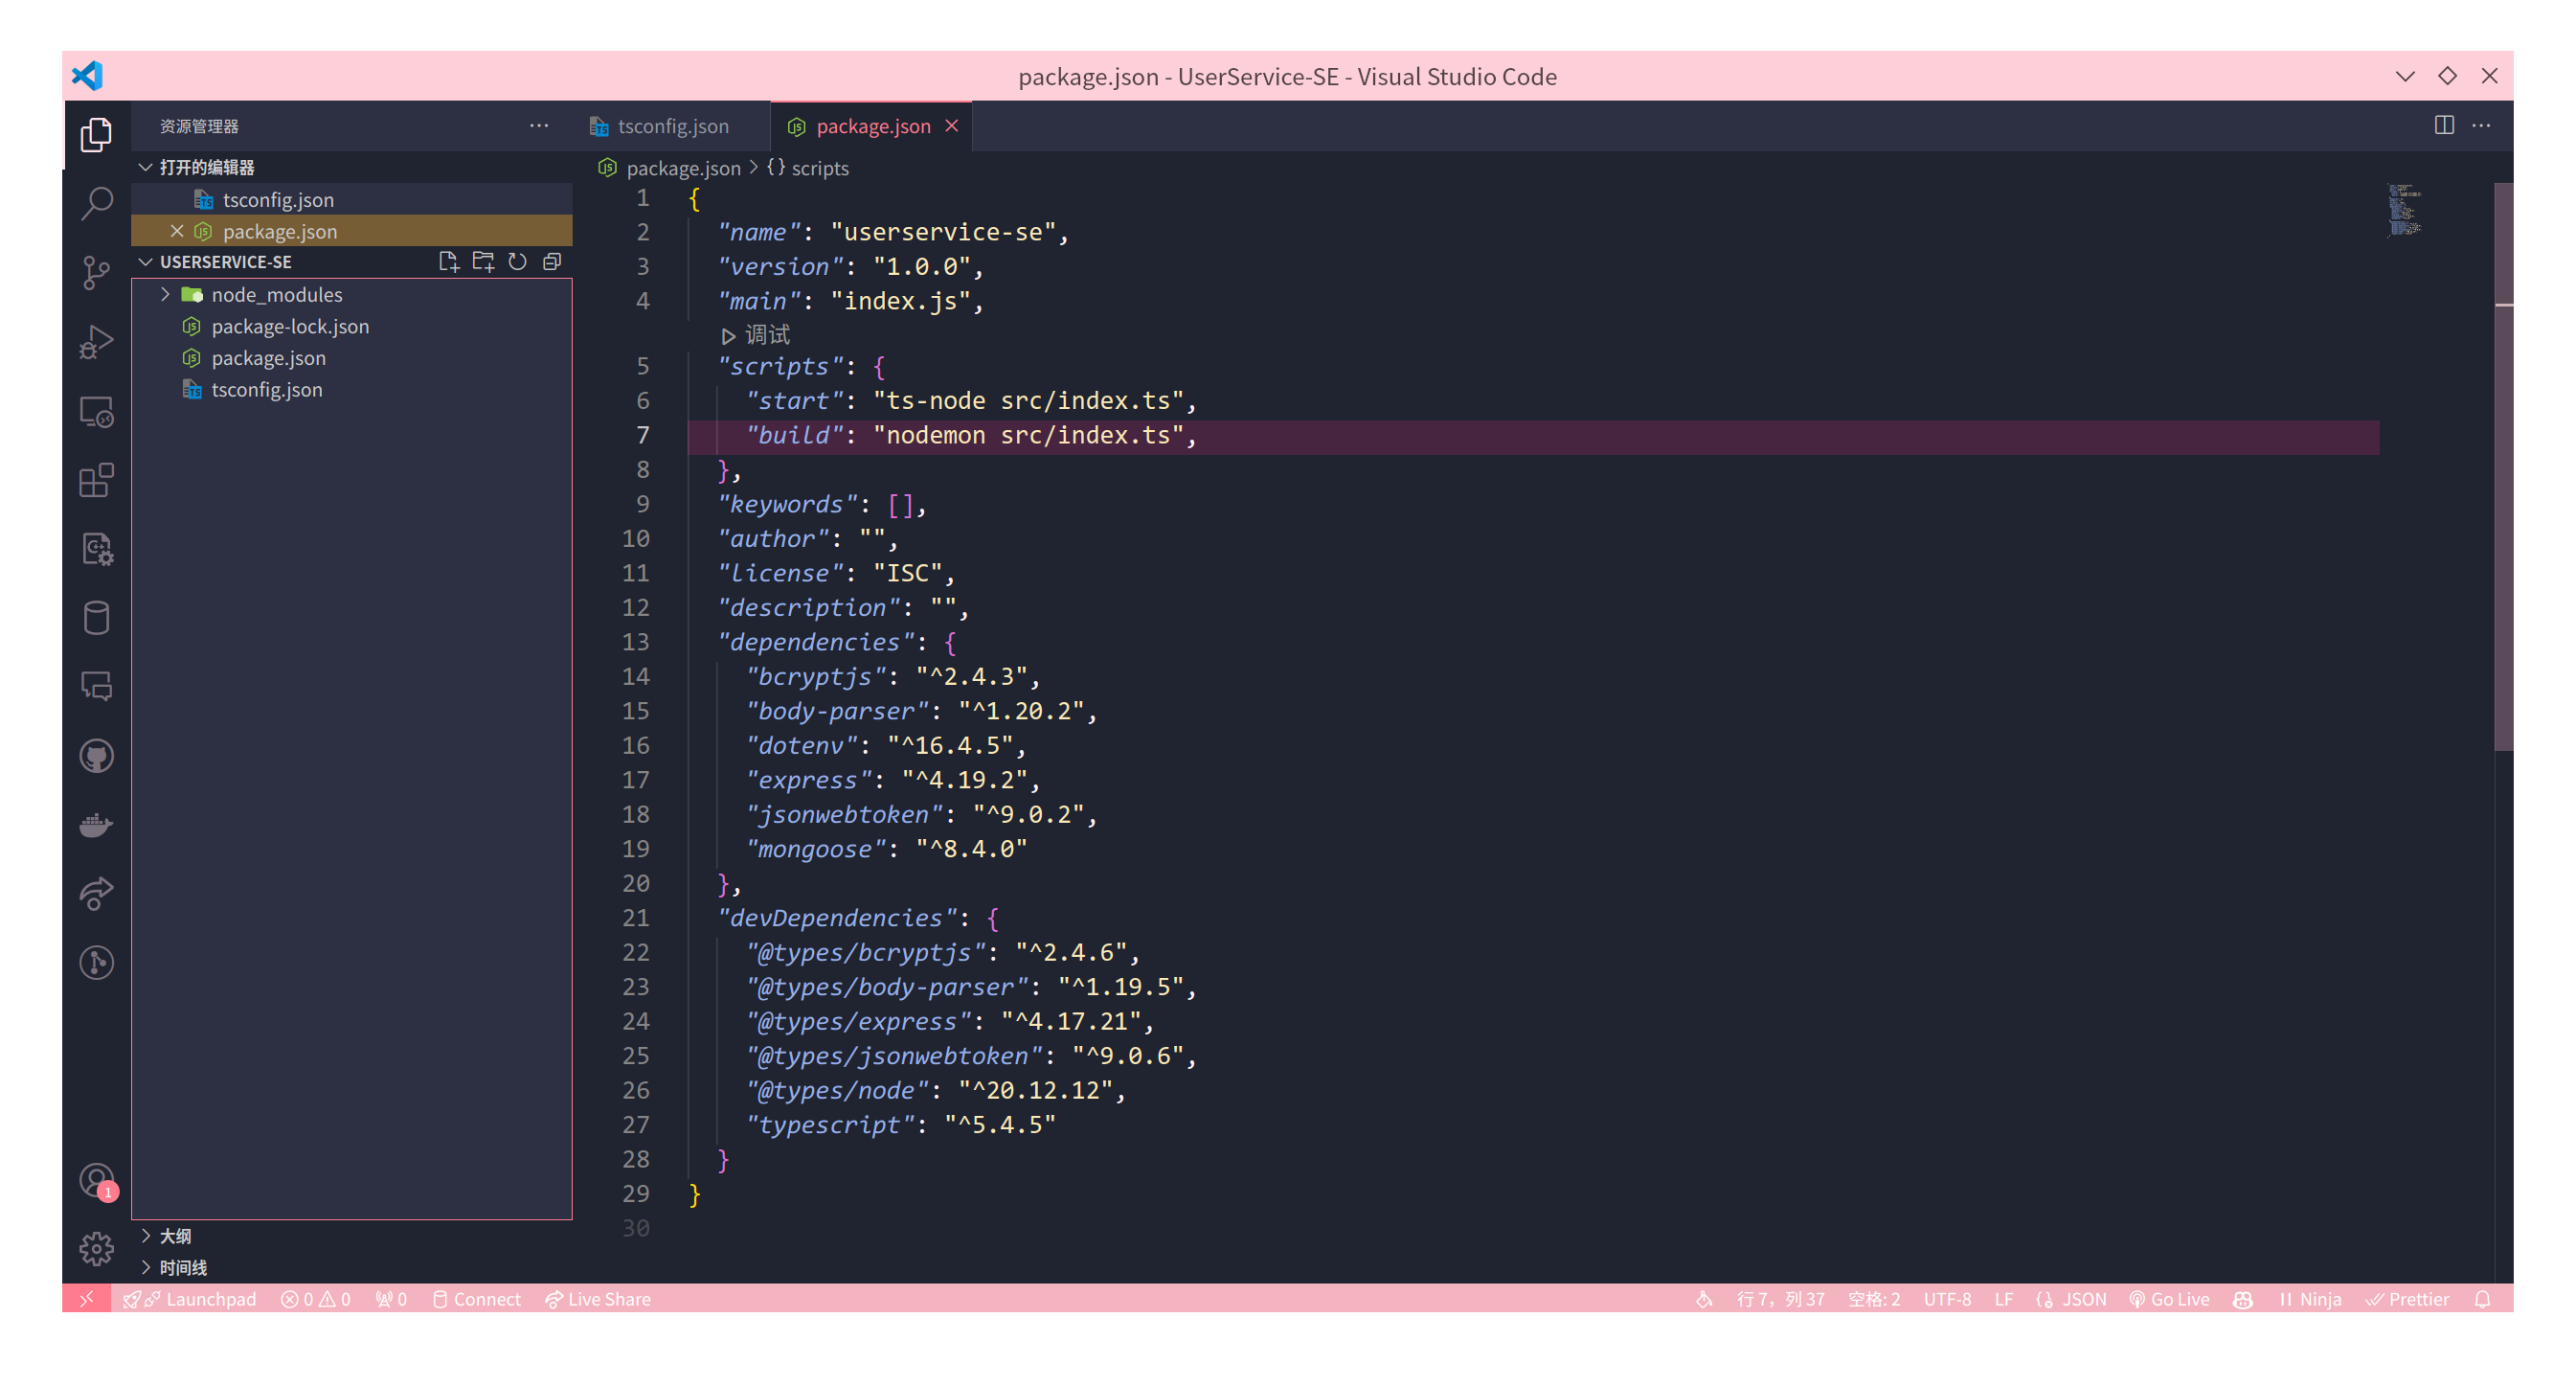 package.json - UserService-SE - Visual Studio Code
资源管理器
tsconfig.json
package.json
打开的编辑器
tsconfig.json
package.json
USERSERVICE-SE
node_modules
package-lock.json
package.json
tsconfig.json
大纲
时间线
package.json > {} scripts
1 {
2 "name": "userservice-se",
3 "version": "1.0.0",
4 "main": "index.js",
调试
5 "scripts": {
6 "start": "ts-node src/index.ts",
7 "build": "nodemon src/index.ts",
8 },
9 "keywords": [],
10 "author": "",
11 "license": "ISC",
12 "description": "",
13 "dependencies": {
14 "bcryptjs": "^2.4.3",
15 "body-parser": "^1.20.2",
16 "dotenv": "^16.4.5",
17 "express": "^4.19.2",
18 "jsonwebtoken": "^9.0.2",
19 "mongoose": "^8.4.0"
20 },
21 "devDependencies": {
22 "@types/bcryptjs": "^2.4.6",
23 "@types/body-parser": "^1.19.5",
24 "@types/express": "^4.17.21",
25 "@types/jsonwebtoken": "^9.0.6",
26 "@types/node": "^20.12.12",
27 "typescript": "^5.4.5"
28 }
29 }
30
1
Launchpad 0 0 0 Connect Live Share 行 7，列 37 空格: 2 UTF-8 LF JSON Go Live Ninja Prettier